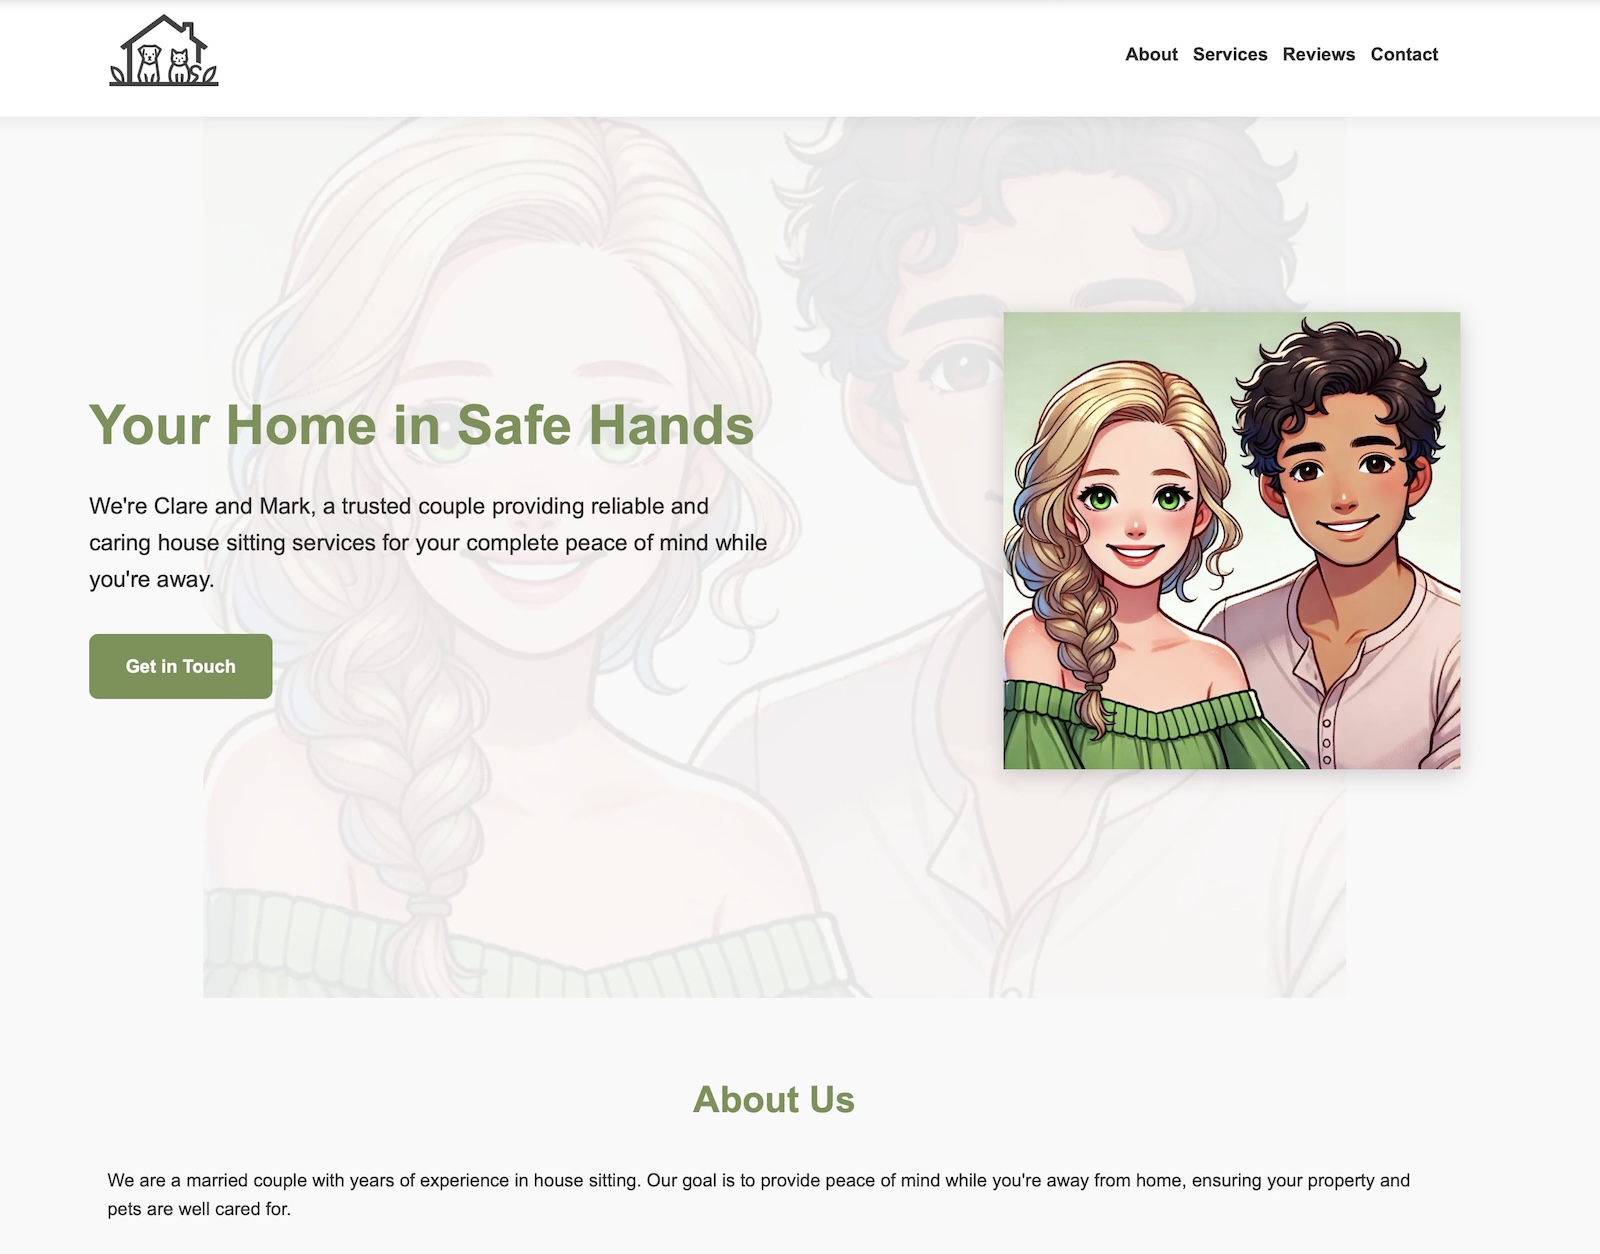 About Services Reviews Contact
Your Home in Safe Hands
We're Clare and Mark, a trusted couple providing reliable and
caring house sitting services for your complete peace of mind while
you're away.
Get in Touch
About Us
We are a married couple with years of experience in house sitting. Our goal is to provide peace of mind while you're away from home, ensuring your property and
pets are well cared for.